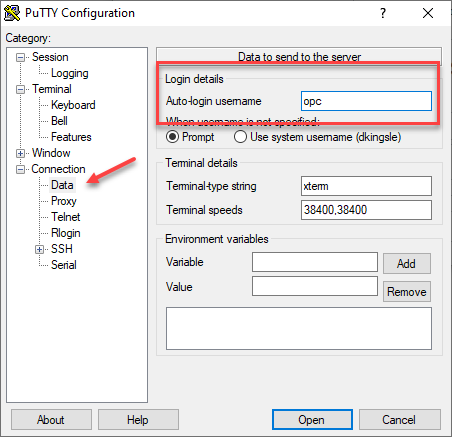 PuTTY Configuration
? ×
Category:
Session
Logging
Terminal
Keyboard
Bell
Features
Window
Connection
Data
Proxy
Telnet
Rlogin
SSH
Serial
Data to send to the server
Login details
Auto-login username opc
When username is not specified:
Prompt Use system username (dkingsle)
Terminal details
Terminal-type string xterm
Terminal speeds 38400,38400
Environment variables
Variable Add
Value Remove
About Help Open Cancel